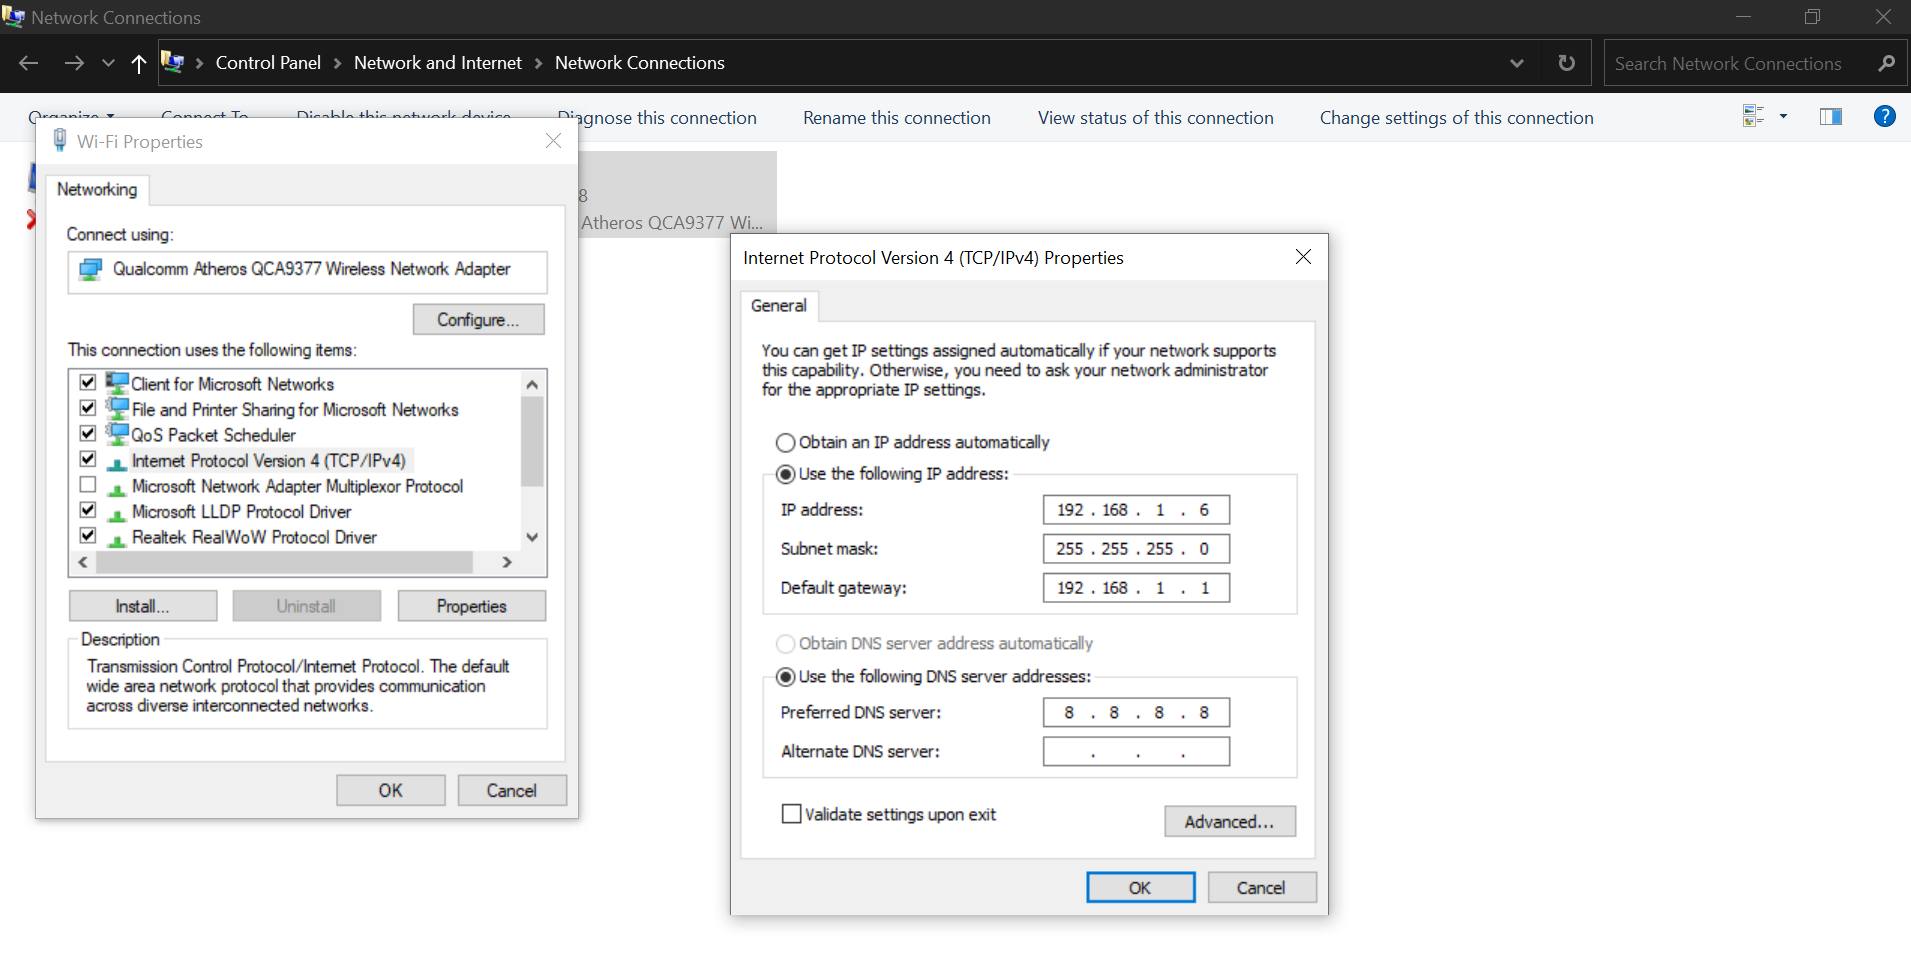 Network Connections
Control Panel > Network and Internet > Network Connections
Search Network Connections
Organize Connect To Disable this network device Diagnose this connection Rename this connection View status of this connection Change settings of this connection
?
Wi-Fi Properties
Networking
Connect using:
Qualcomm Atheros QCA9377 Wireless Network Adapter
Configure...
This connection uses the following items:
Client for Microsoft Networks
File and Printer Sharing for Microsoft Networks
QoS Packet Scheduler
Internet Protocol Version 4 (TCP/IPv4)
Microsoft Network Adapter Multiplexor Protocol
Microsoft LLDP Protocol Driver
Realtek RealWoW Protocol Driver
Install... Uninstall Properties
Description
Transmission Control Protocol/Internet Protocol. The default
wide area network protocol that provides communication
across diverse interconnected networks.
OK Cancel
8
Atheros QCA9377 Wi...
Internet Protocol Version 4 (TCP/IPv4) Properties
General
You can get IP settings assigned automatically if your network supports
this capability. Otherwise, you need to ask your network administrator
for the appropriate IP settings.
Obtain an IP address automatically
Use the following IP address:
IP address: 192 . 168 . 1 . 6
Subnet mask: 255 . 255 . 255 . 0
Default gateway: 192 . 168 . 1 . 1
Obtain DNS server address automatically
Use the following DNS server addresses:
Preferred DNS server: 8 . 8 . 8 . 8
Alternate DNS server: . . .
Validate settings upon exit
Advanced...
OK Cancel